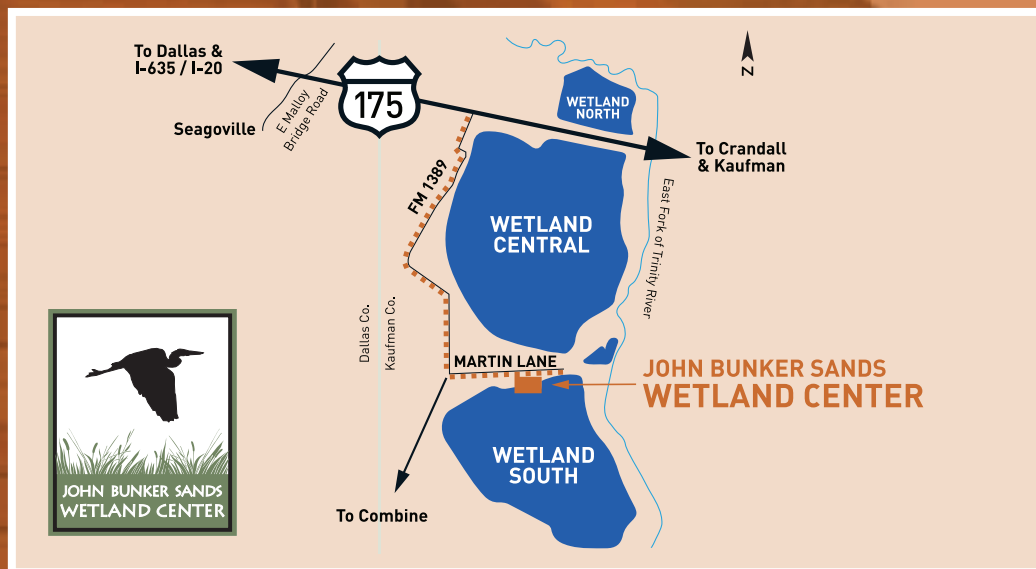 To Dallas &
I-635 / I-20
175
E Malloy
Bridge Road
Seagoville
N
WETLAND
NORTH
To Crandall
& Kaufman
FM 1389
WETLAND
CENTRAL
East Fork of Trinity River
Dallas Co.
Kaufman Co.
MARTIN LANE
JOHN BUNKER SANDS
WETLAND CENTER
WETLAND
SOUTH
To Combine
JOHN BUNKER SANDS
WETLAND CENTER